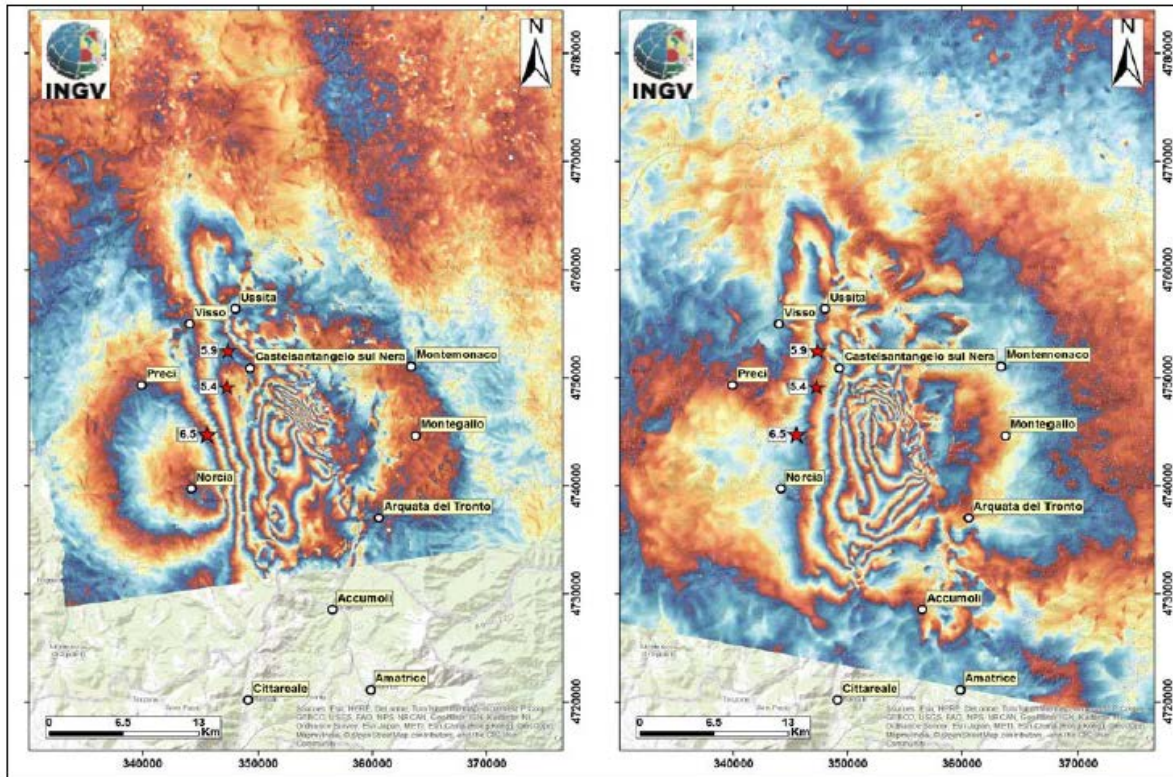 INGV
N
4780000
4770000
4760000
Ussita
Visso
5.9
Castelsantangelo sul Nera
Montemonaco
Preci
5.4
4750000
6.5
Montegallo
Norcia
4740000
Arquata del Tronto
4730000
Accumoli
Amatrice
Cittareale
4720000
0 6.5 13
Km
340000 350000 360000 370000
INGV
N
4780000
4770000
4760000
Ussita
Visso
5.9
Castelsantangelo sul Nera
Montemonaco
Preci
5.4
4750000
6.5
Montegallo
Norcia
4740000
Arquata del Tronto
4730000
Accumoli
Amatrice
Cittareale
4720000
0 6.5 13
Km
340000 350000 360000 370000